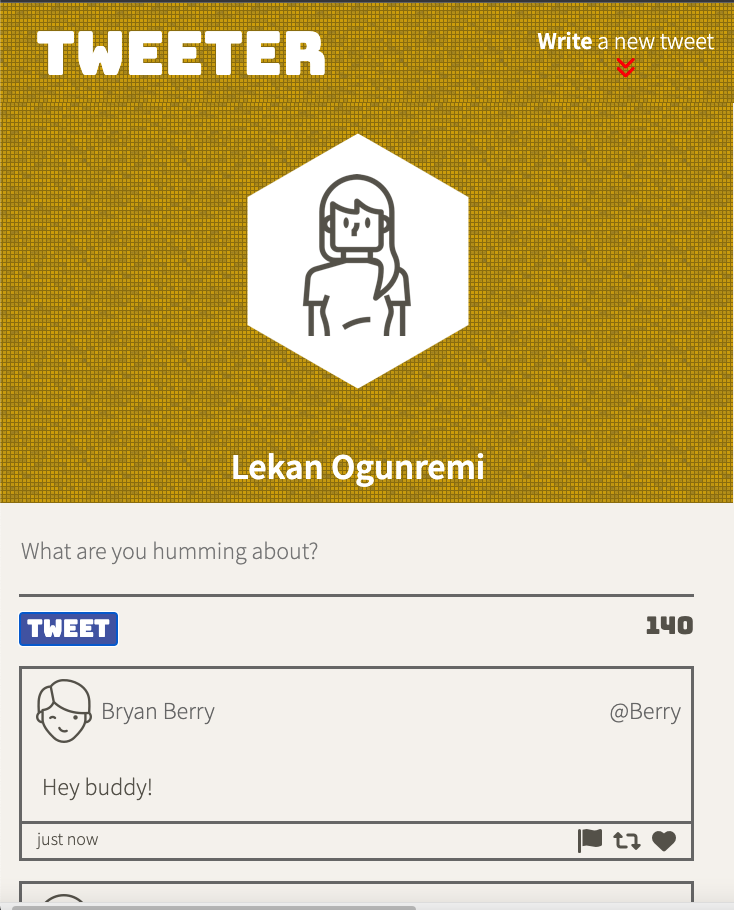 TWEETER
Write a new tweet
Lekan Ogunremi
What are you humming about?
TWEET
140
Bryan Berry
@Berry
Hey buddy!
just now